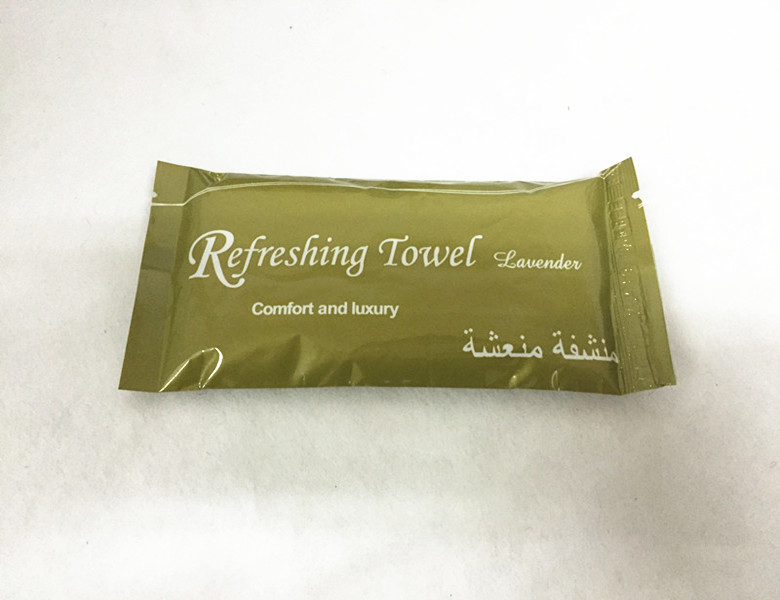 Refreshing Towel Lavender
Comfort and luxury
منشفة منعشة